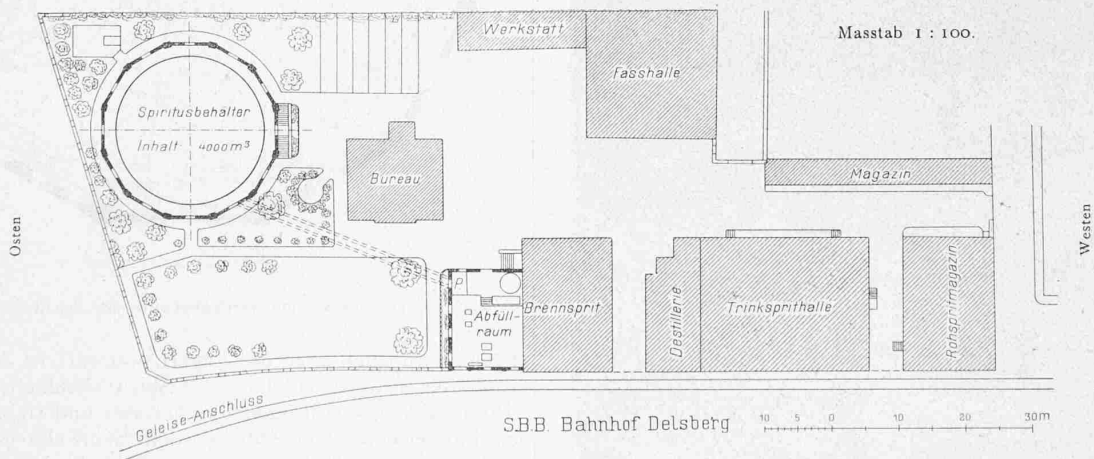 Masstab 1 : 100.
Werkstatt
Fasshalle
Spiritusbehälter
Inhalt 4000 m³
Bureau
Magazin
Osten
Westen
P
Abfüll-
raum
Brennsprit
Destillerie
Trinksprithalle
Rohspritmagazin
Geleise-Anschluss
S.B.B. Bahnhof Delsberg
10 5 0 10 20 30 m